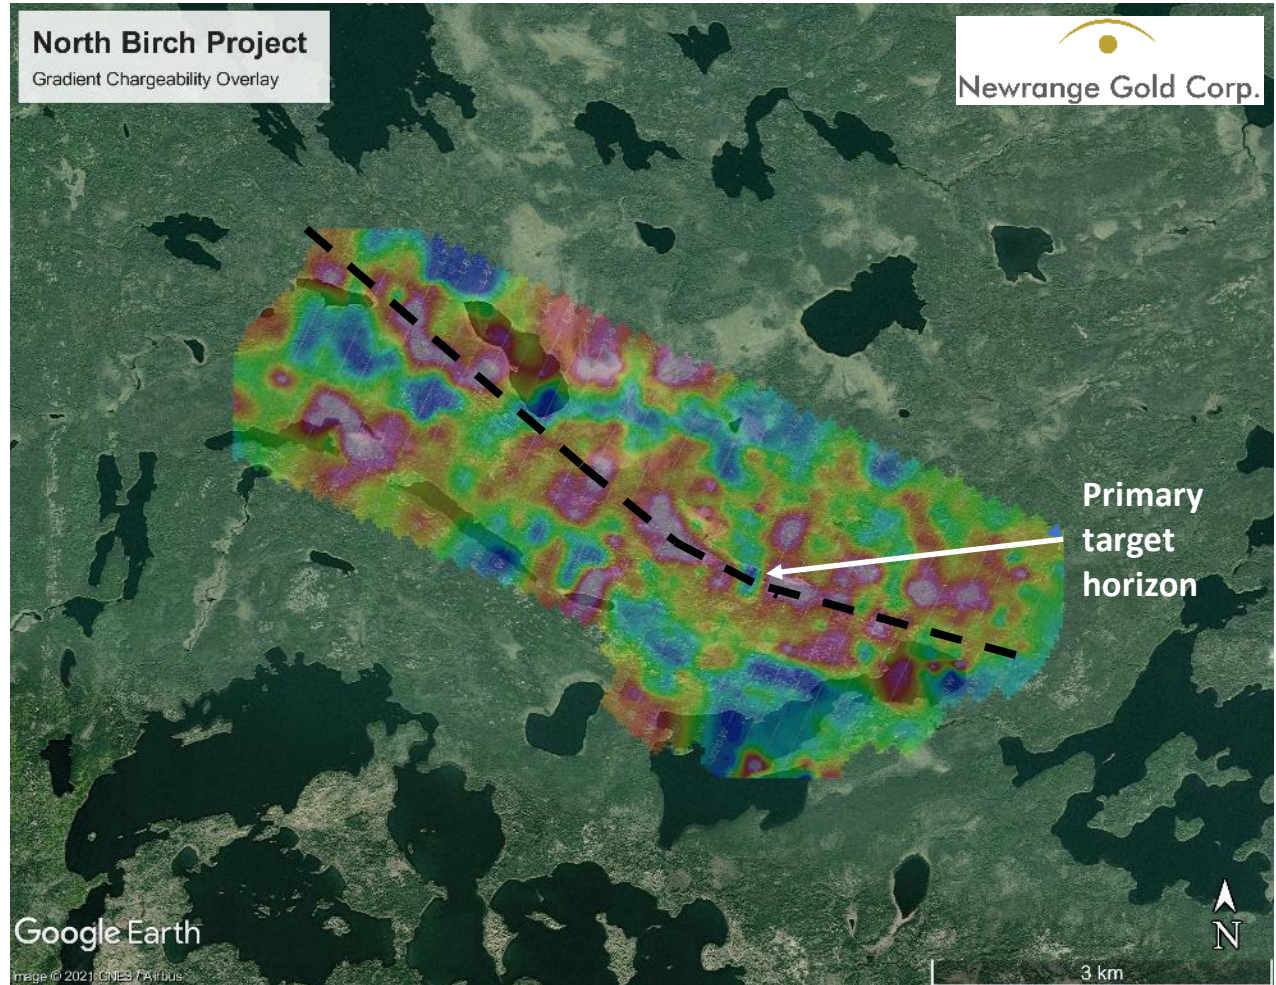 North Birch Project
Gradient Chargeability Overlay
Newrange Gold Corp.
Primary
target
horizon
Google Earth
Image © 2021 CNES / Airbus
N
3 km